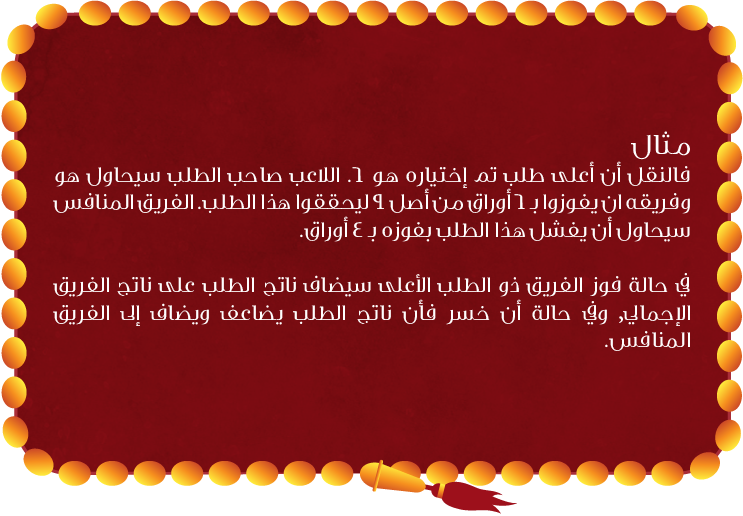 مثال
فالنقل أن أعلى طلب تم إختياره هو ٦. اللاعب صاحب الطلب سيحاول هو
وفريقه ان يفوزوا بـ ٦ أوراق من أصل ٩ ليحققوا هذا الطلب. الفريق المنافس
سيحاول أن يفشل هذا الطلب بفوزه بـ ٤ أوراق.
في حالة فوز الفريق ذو الطلب الأعلى سيضاف ناتج الطلب على ناتج الفريق
الإجمالي, وفي حالة أن خسر فأن ناتج الطلب يضاعف ويضاف إلى الفريق
المنافس.